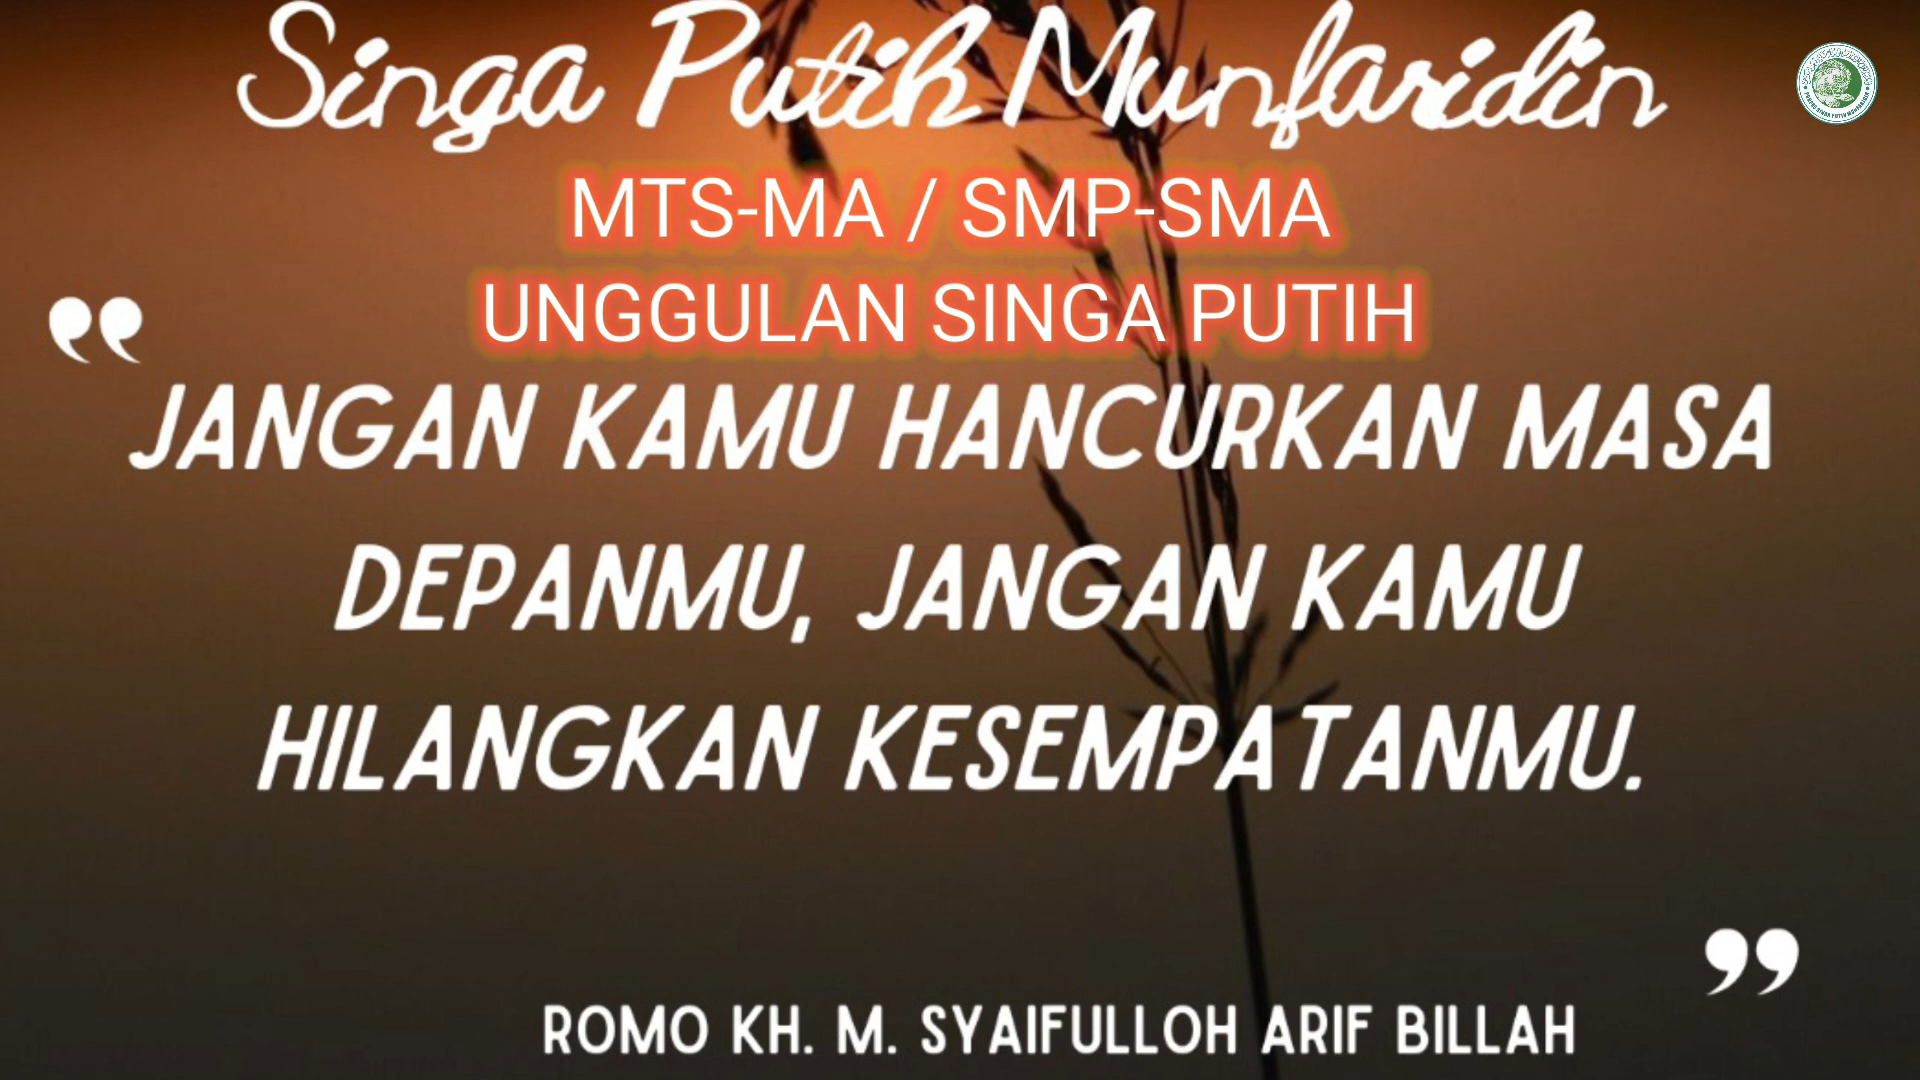 Singa Putih Munfaridin
MTS-MA / SMP-SMA
UNGGULAN SINGA PUTIH
"
JANGAN KAMU HANCURKAN MASA
DEPANMU, JANGAN KAMU
HILANGKAN KESEMPATANMU.
"
ROMO KH. M. SYAIFULLOH ARIF BILLAH